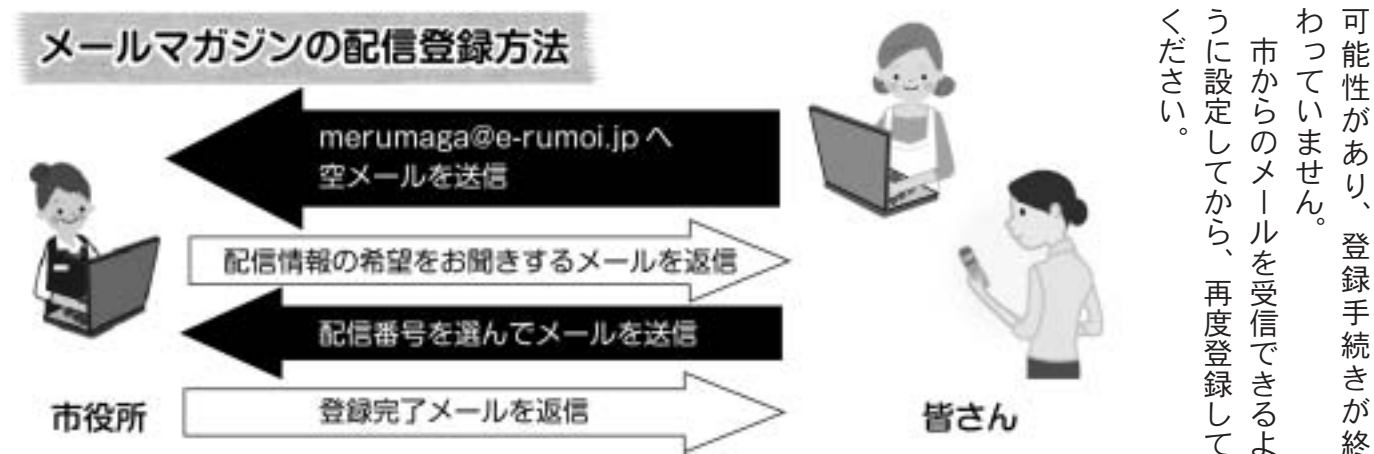 メールマガジンの配信登録方法
merumaga@e-rumoi.jp へ
空メールを送信
配信情報の希望をお聞きするメールを返信
配信番号を選んでメールを送信
登録完了メールを返信
市役所
皆さん
可能性があり、登録手続きが終
わっていません。
市からのメールを受信できるよ
うに設定してから、再度登録して
ください。